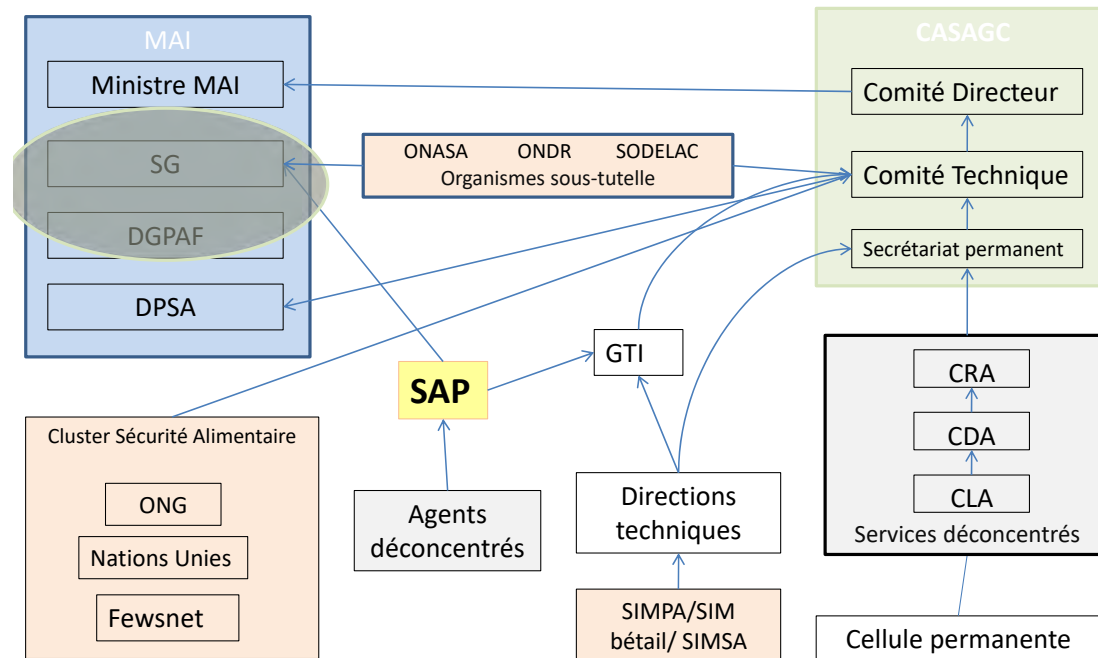 MAI
Ministre MAI
SG
DGPAF
DPSA
CASAGC
Comité Directeur
Comité Technique
Secrétariat permanent
ONASA ONDR SODELAC
Organismes sous-tutelle
GTI
SAP
Agents
déconcentrés
Directions
techniques
SIMPA/SIM
bétail/ SIMSA
CRA
CDA
CLA
Services déconcentrés
Cellule permanente
Cluster Sécurité Alimentaire
ONG
Nations Unies
Fewsnet